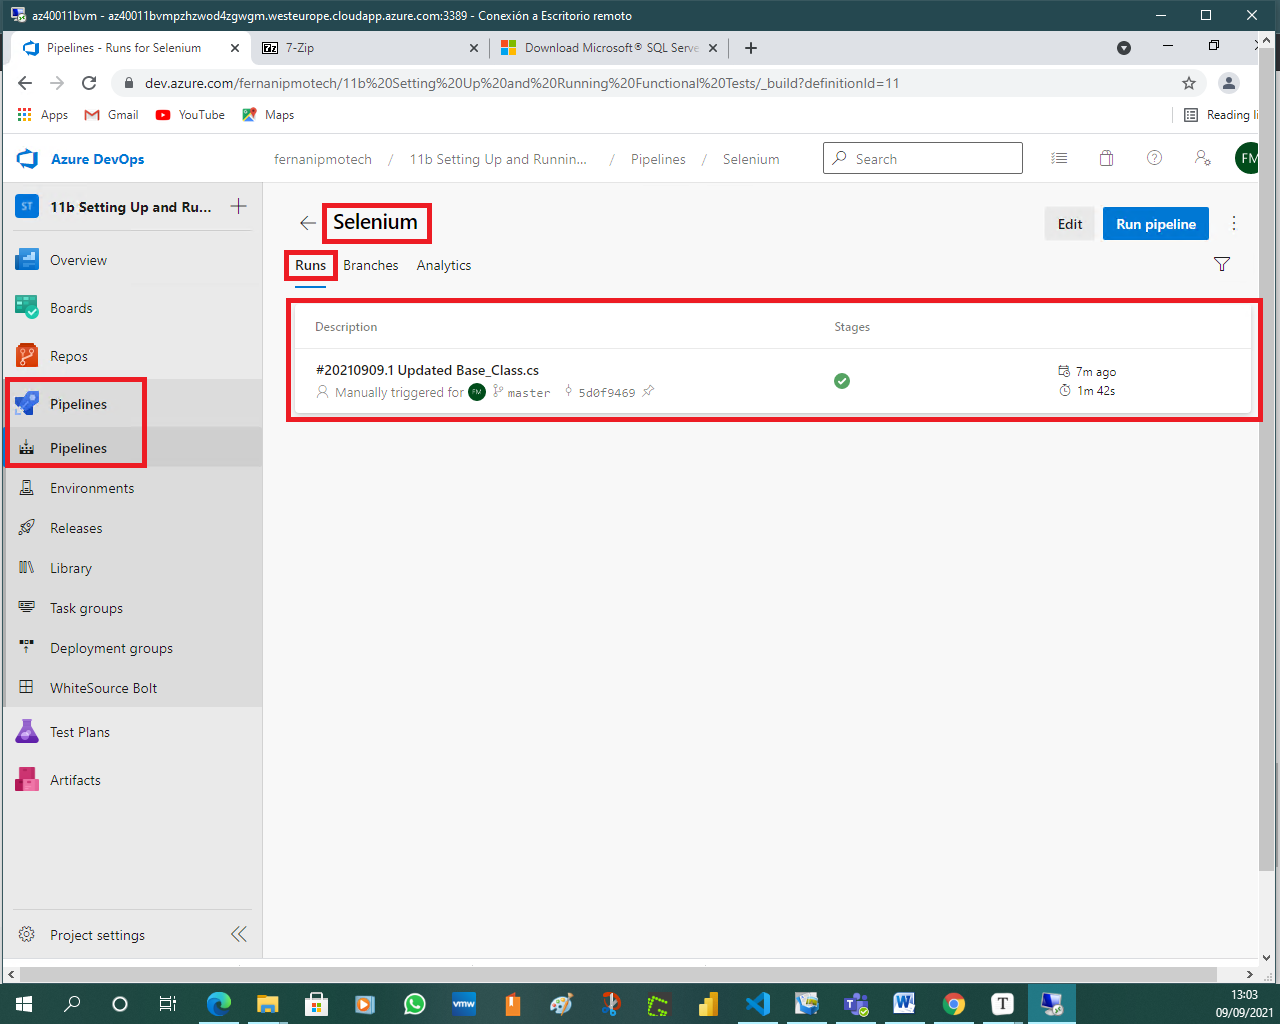 az40011bvm - az40011bvmpzhzwod4zgwgm.westeurope.cloudapp.azure.com:3389 - Conexión a Escritorio remoto
Pipelines - Runs for Selenium
7z 7-Zip
Download Microsoft® SQL Serve
dev.azure.com/fernanipmotech/11b%20Setting%20Up%20and%20Running%20Functional%20Tests/_build?definitionId=11
Apps Gmail YouTube Maps Reading li
Azure DevOps
fernanipmotech / 11b Setting Up and Runnin... / Pipelines / Selenium
Search
FM
ST 11b Setting Up and Ru...
Overview
Boards
Repos
Pipelines
Pipelines
Environments
Releases
Library
Task groups
Deployment groups
WhiteSource Bolt
Test Plans
Artifacts
Project settings
Selenium
Edit Run pipeline
Runs Branches Analytics
Description Stages
#20210909.1 Updated Base_Class.cs
Manually triggered for FM master 5d0f9469
7m ago
1m 42s
vmw
T
13:03
09/09/2021